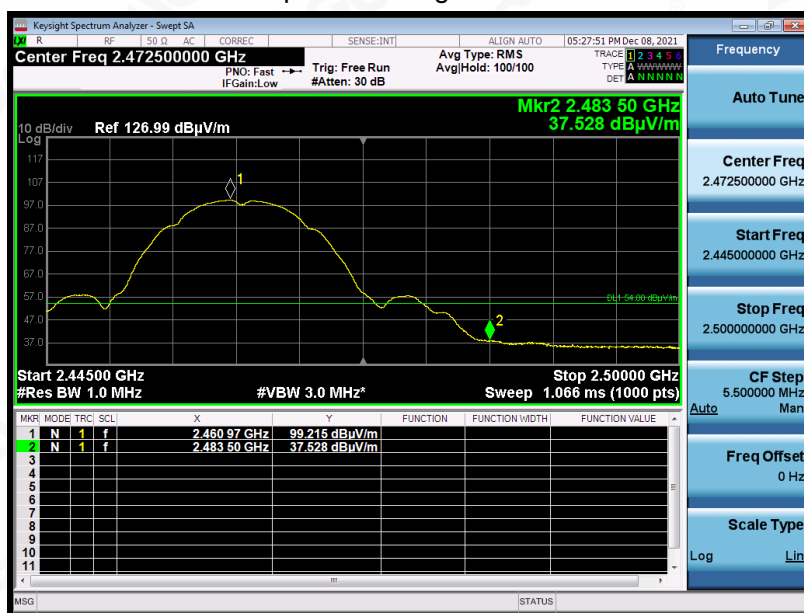 Keysight Spectrum Analyzer - Swept SA
LXI R RF 50 Ω AC CORREC SENSE:INT ALIGN AUTO 05:27:51 PM Dec 08, 2021
Center Freq 2.472500000 GHz
PNO: Fast
IFGain:Low
Trig: Free Run
#Atten: 30 dB
Avg Type: RMS
Avg|Hold: 100/100
TRACE 1 2 3 4 5 6
TYPE A WWWWW
DET A N N N N N
Mkr2 2.483 50 GHz
37.528 dBµV/m
10 dB/div Ref 126.99 dBµV/m
Log
117
107
97.0
87.0
77.0
67.0
57.0
47.0
37.0
1
2
DL1 54.00 dBµV/m
Start 2.44500 GHz Stop 2.50000 GHz
#Res BW 1.0 MHz #VBW 3.0 MHz* Sweep 1.066 ms (1000 pts)
MKR MODE TRC SCL X Y FUNCTION FUNCTION WIDTH FUNCTION VALUE
1 N 1 f 2.460 97 GHz 99.215 dBµV/m
2 N 1 f 2.483 50 GHz 37.528 dBµV/m
3
4
5
6
7
8
9
10
11
MSG STATUS
Frequency
Auto Tune
Center Freq
2.472500000 GHz
Start Freq
2.445000000 GHz
Stop Freq
2.500000000 GHz
CF Step
5.500000 MHz
Auto Man
Freq Offset
0 Hz
Scale Type
Log Lin